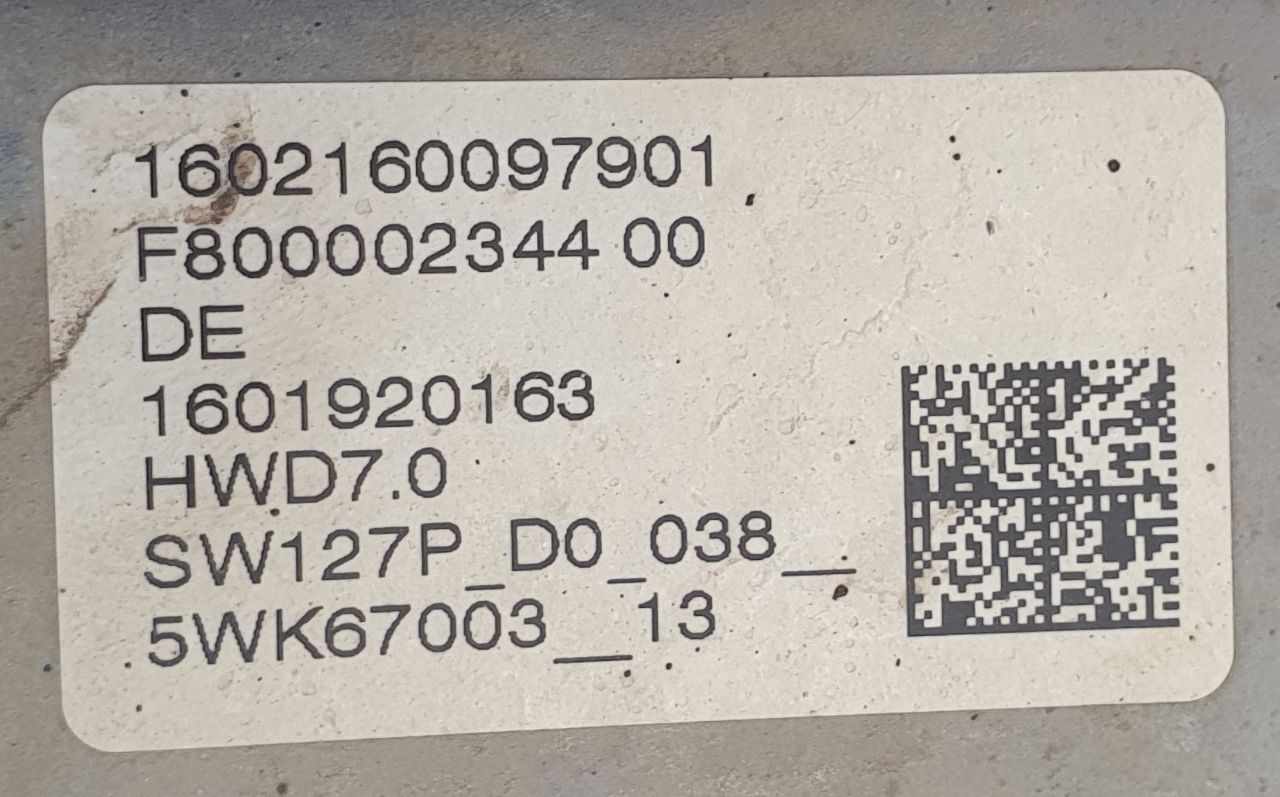 1602160097901
F800002344 00
DE
1601920163
HWD7.0
SW127P_D0_038__
5WK67003__13